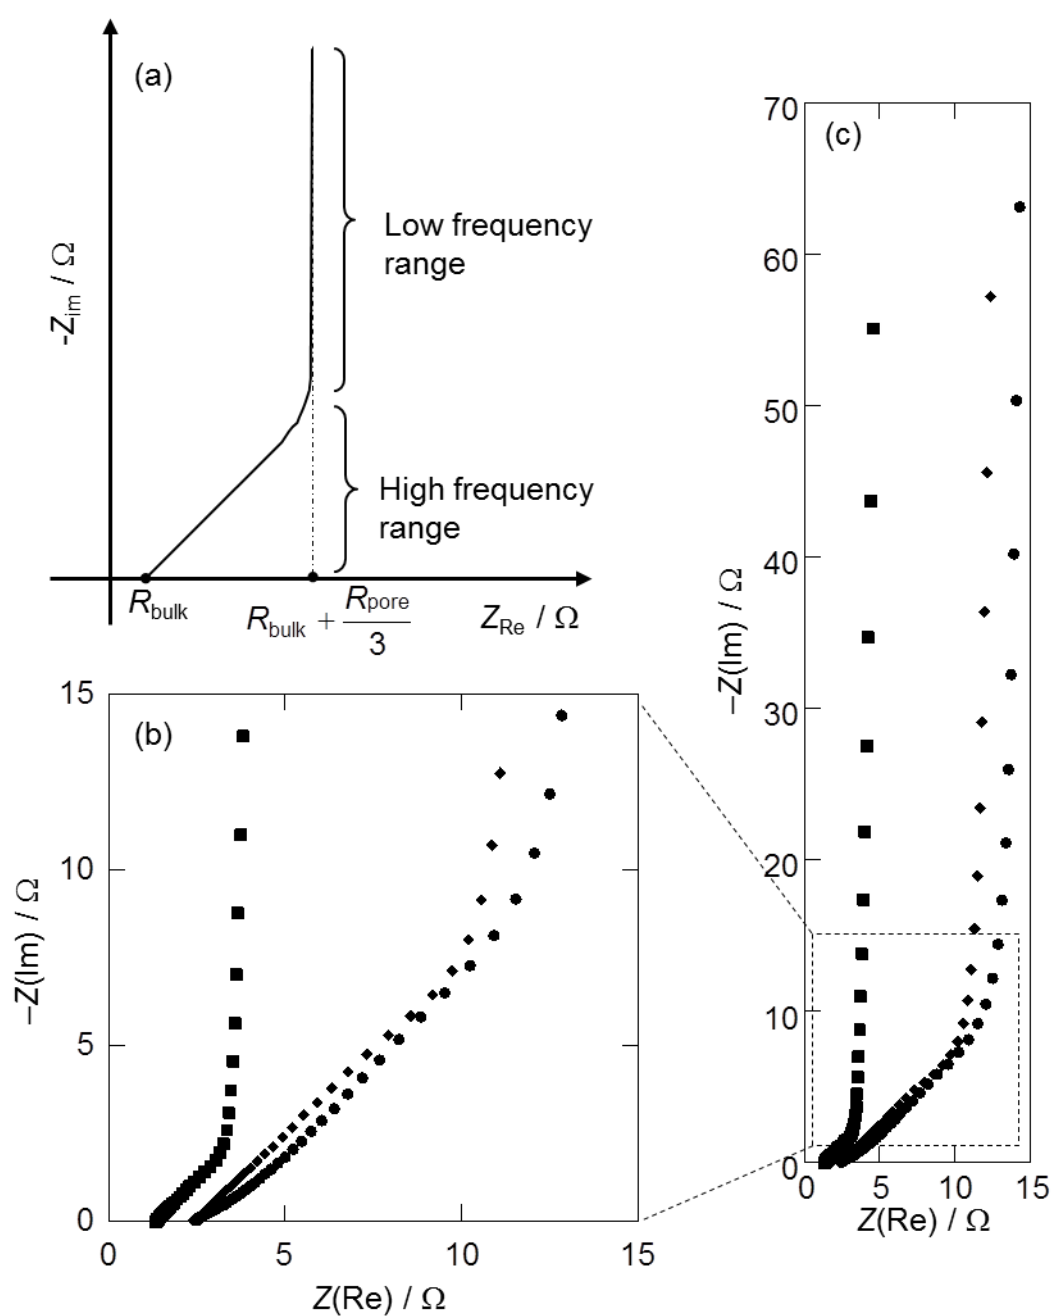 (a)
-Z_im / Ω
Low frequency
range
High frequency
range
R_bulk
R_bulk + R_pore/3
Z_Re / Ω
(b)
15
10
5
0
–Z(Im) / Ω
0 5 10 15
Z(Re) / Ω
(c)
70
60
50
40
30
20
10
0
–Z(Im) / Ω
0 5 10 15
Z(Re) / Ω